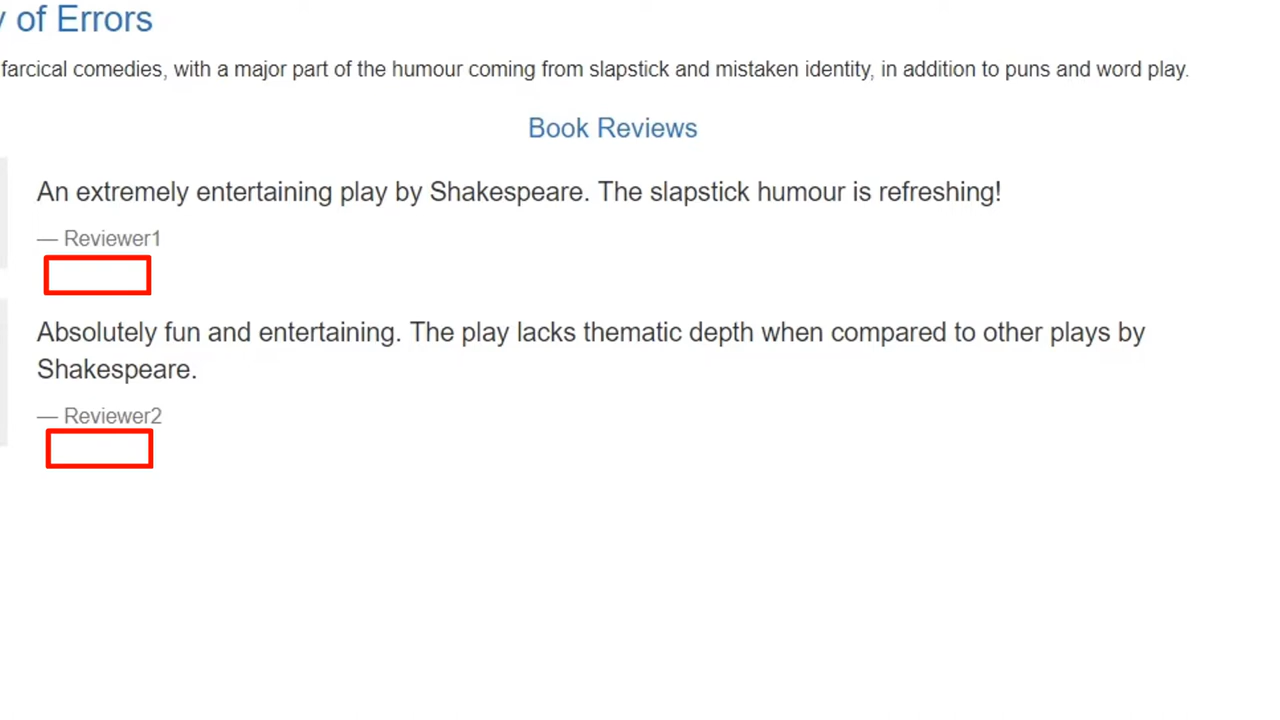 of Errors
farcical comedies, with a major part of the humour coming from slapstick and mistaken identity, in addition to puns and word play.
Book Reviews
An extremely entertaining play by Shakespeare. The slapstick humour is refreshing!
— Reviewer1
Absolutely fun and entertaining. The play lacks thematic depth when compared to other plays by
Shakespeare.
— Reviewer2